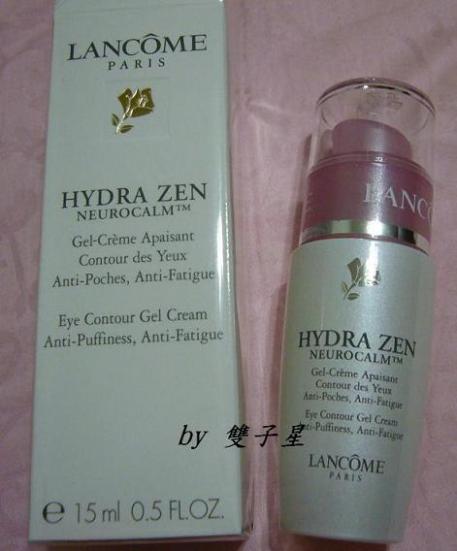 LANCÔME
PARIS
HYDRA ZEN
NEUROCALM™
Gel-Crème Apaisant
Contour des Yeux
Anti-Poches, Anti-Fatigue
Eye Contour Gel Cream
Anti-Puffiness, Anti-Fatigue
e 15 ml 0.5 FL.OZ.
LANC
HYDRA ZEN
NEUROCALM™
Gel-Crème Apaisant
Contour des Yeux
Anti-Poches, Anti-Fatigue
Eye Contour Gel Cream
ti-Puffiness, Anti-Fatigue
LANCÔME
PARIS
by 雙子星